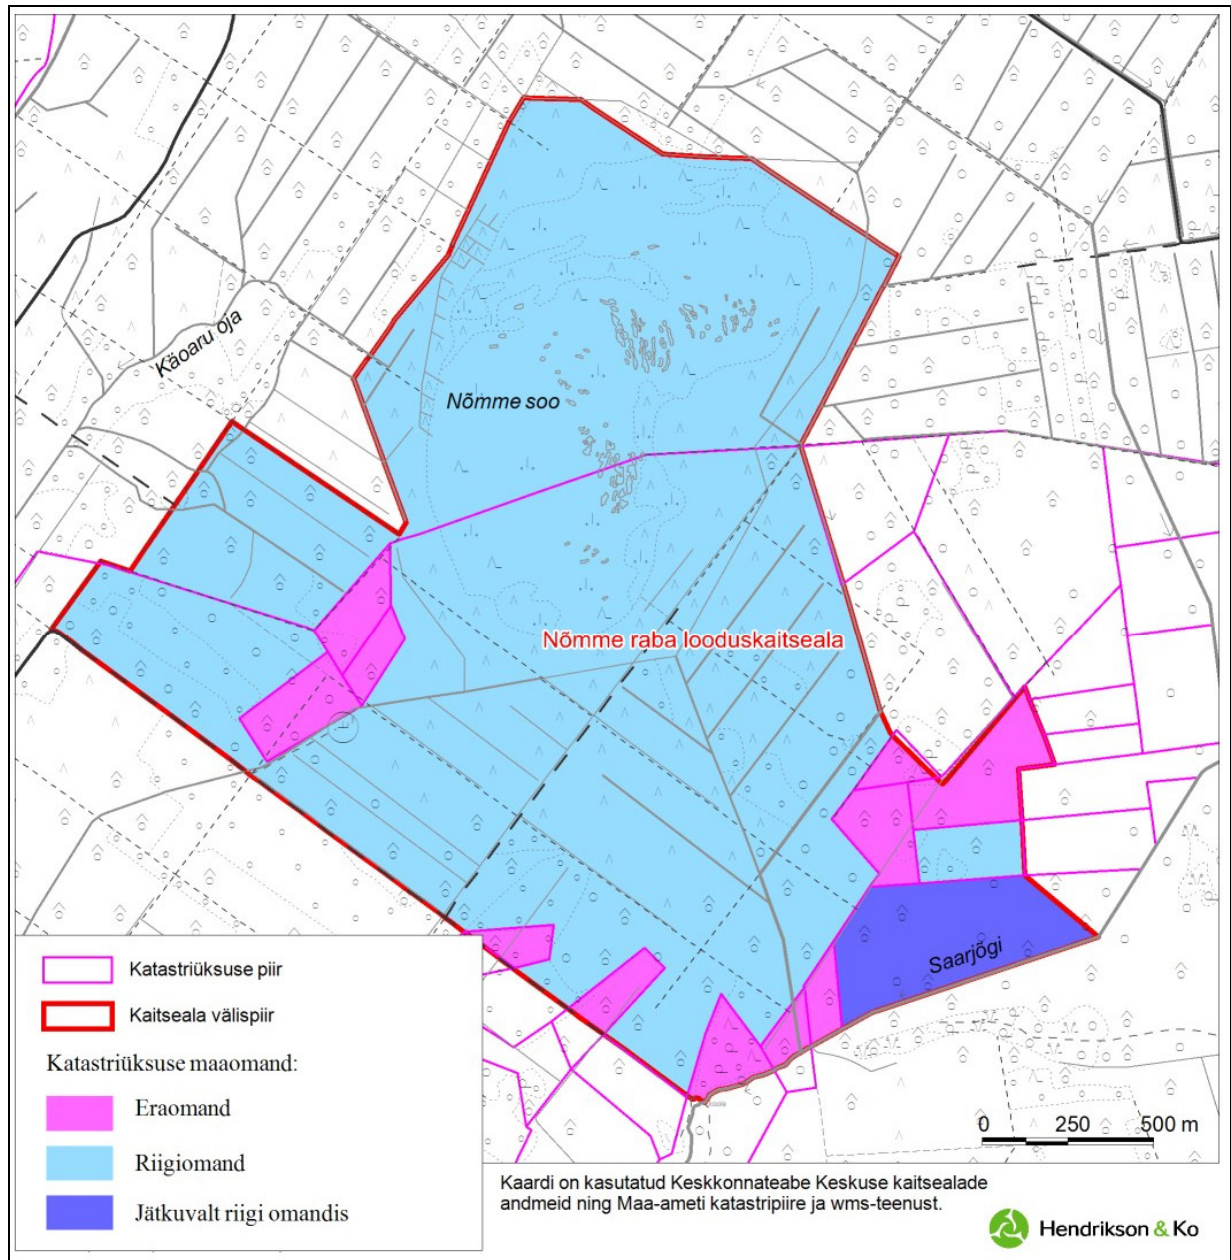 Käoaru oja
Nõmme soo
Nõmme raba looduskaitseala
Saarjõgi
Katastriüksuse piir
Kaitseala välispiir
Katastriüksuse maaomand:
Eraomand
Riigiomand
Jätkuvalt riigi omandis
0 250 500 m
Kaardi on kasutatud Keskkonnateabe Keskuse kaitsealade
andmeid ning Maa-ameti katastripiire ja wms-teenust.
Hendrikson & Ko